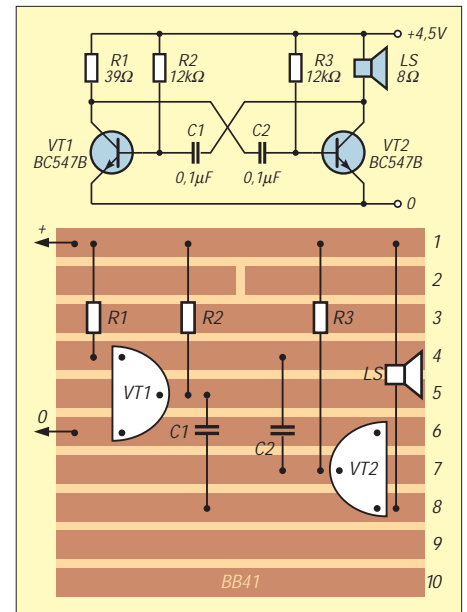 +4,5V
R1
39Ω
R2
12kΩ
R3
12kΩ
LS
8Ω
VT1
BC547B
C1
0,1µF
C2
0,1µF
VT2
BC547B
0
+
1
2
R1
R2
R3
3
4
VT1
LS
5
0
C1
C2
6
VT2
7
8
9
BB41
10